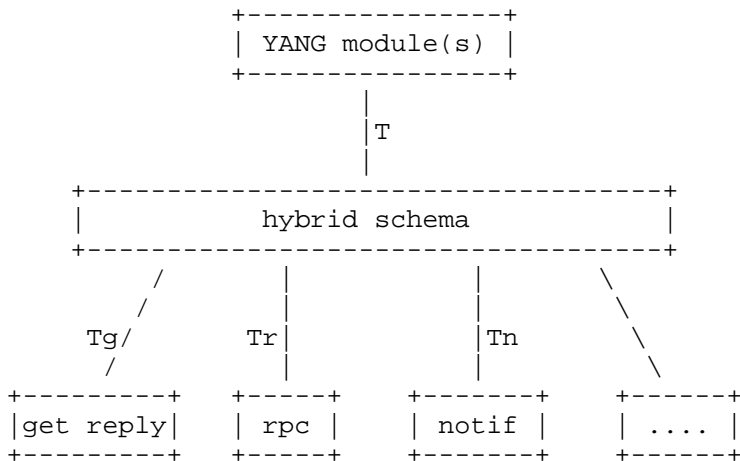 YANG module(s)
T
hybrid schema
Tg Tr Tn
get reply rpc notif ....